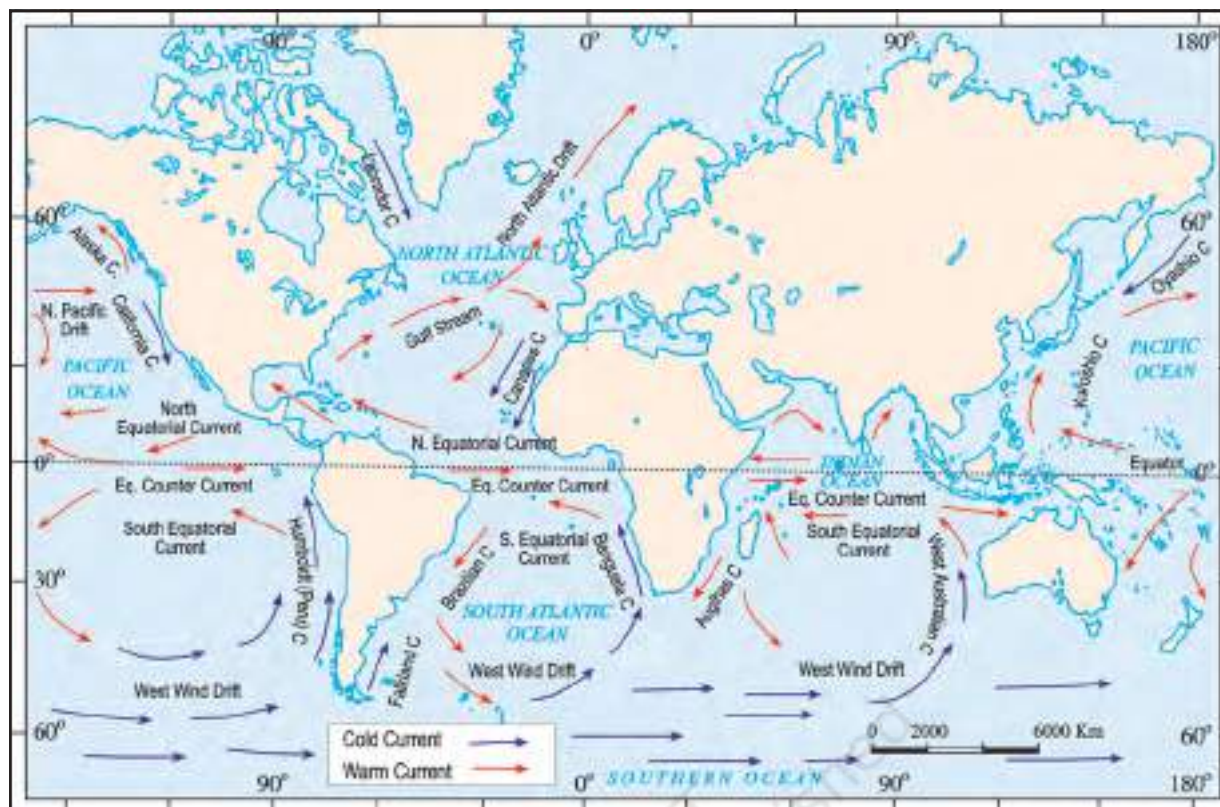 90°
0°
90°
180°
Labrador C
North Atlantic Drift
60°
60°
Alaska C.
NORTH ATLANTIC
OCEAN
Oyashio C
N. Pacific
Drift
California C
Gulf Stream
Canaries C
Kuroshio C
PACIFIC
OCEAN
PACIFIC
OCEAN
North
Equatorial Current
N. Equatorial Current
INDIAN
OCEAN
Equator
0°
0°
Eq. Counter Current
Eq. Counter Current
Eq. Counter Current
South Equatorial
Current
Humbolt (Peru) C
S. Equatorial
Current
Benguela C
South Equatorial
Current
West Australian C
30°
30°
Brazilian C
SOUTH ATLANTIC
OCEAN
Auglhas C
West Wind Drift
Falkland C
West Wind Drift
West Wind Drift
60°
60°
0 2000 6000 Km
Cold Current
Warm Current
90°
0°
SOUTHERN OCEAN
90°
180°